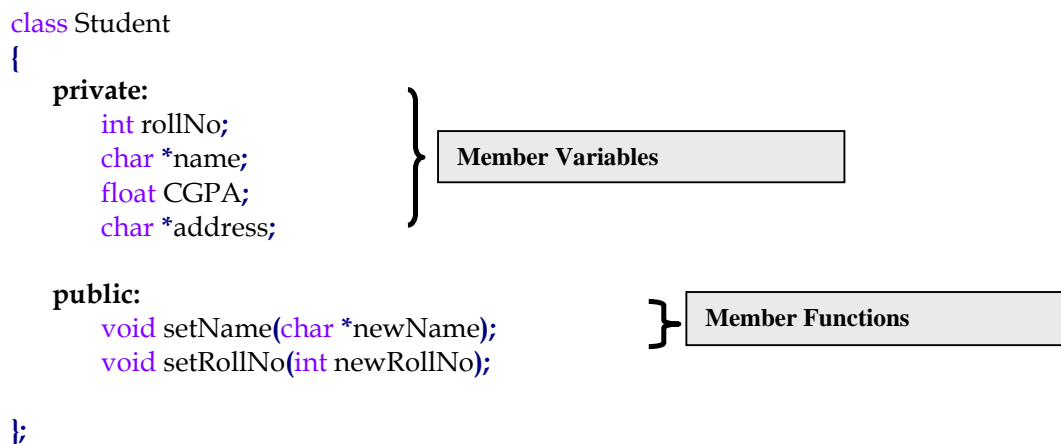 class Student
{
private:
int rollNo;
char *name;
float CGPA;
char *address;
Member Variables
public:
void setName(char *newName);
void setRollNo(int newRollNo);
Member Functions
};